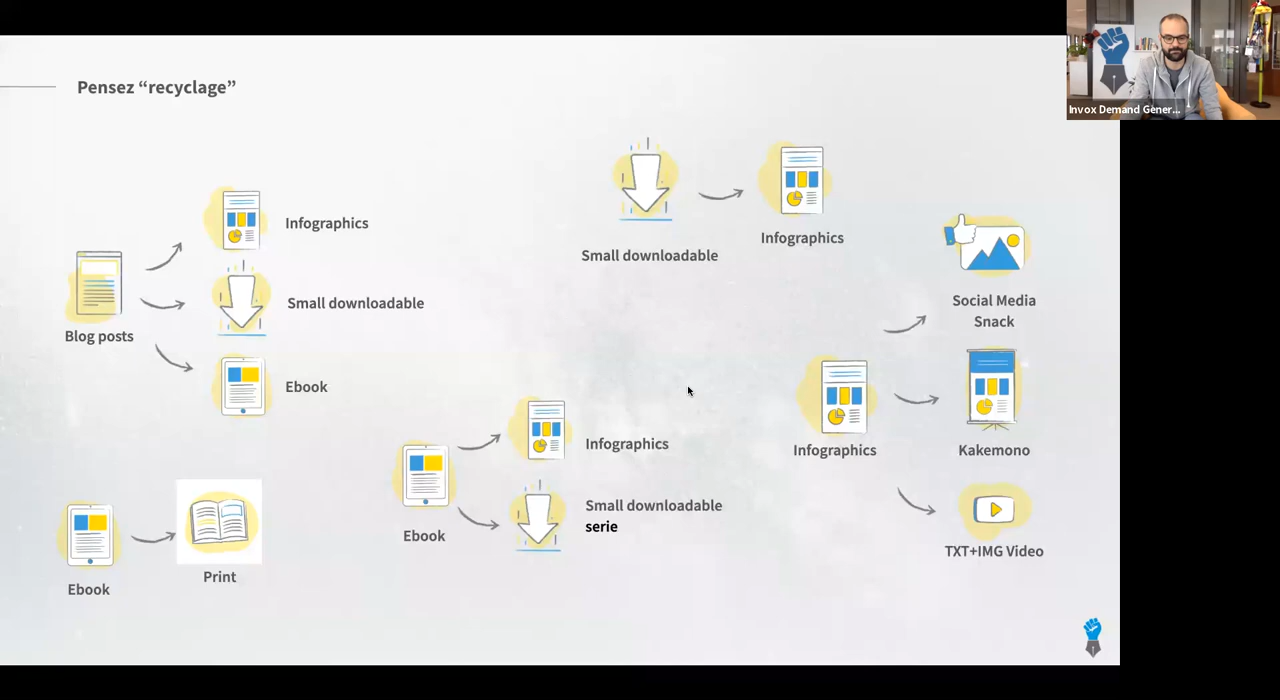 Pensez “recyclage”
Invox Demand Gener...
Infographics
Small downloadable
Ebook
Blog posts
Small downloadable
Infographics
Social Media
Snack
Infographics
Kakemono
TXT+IMG Video
Ebook
Infographics
Small downloadable
serie
Ebook
Print